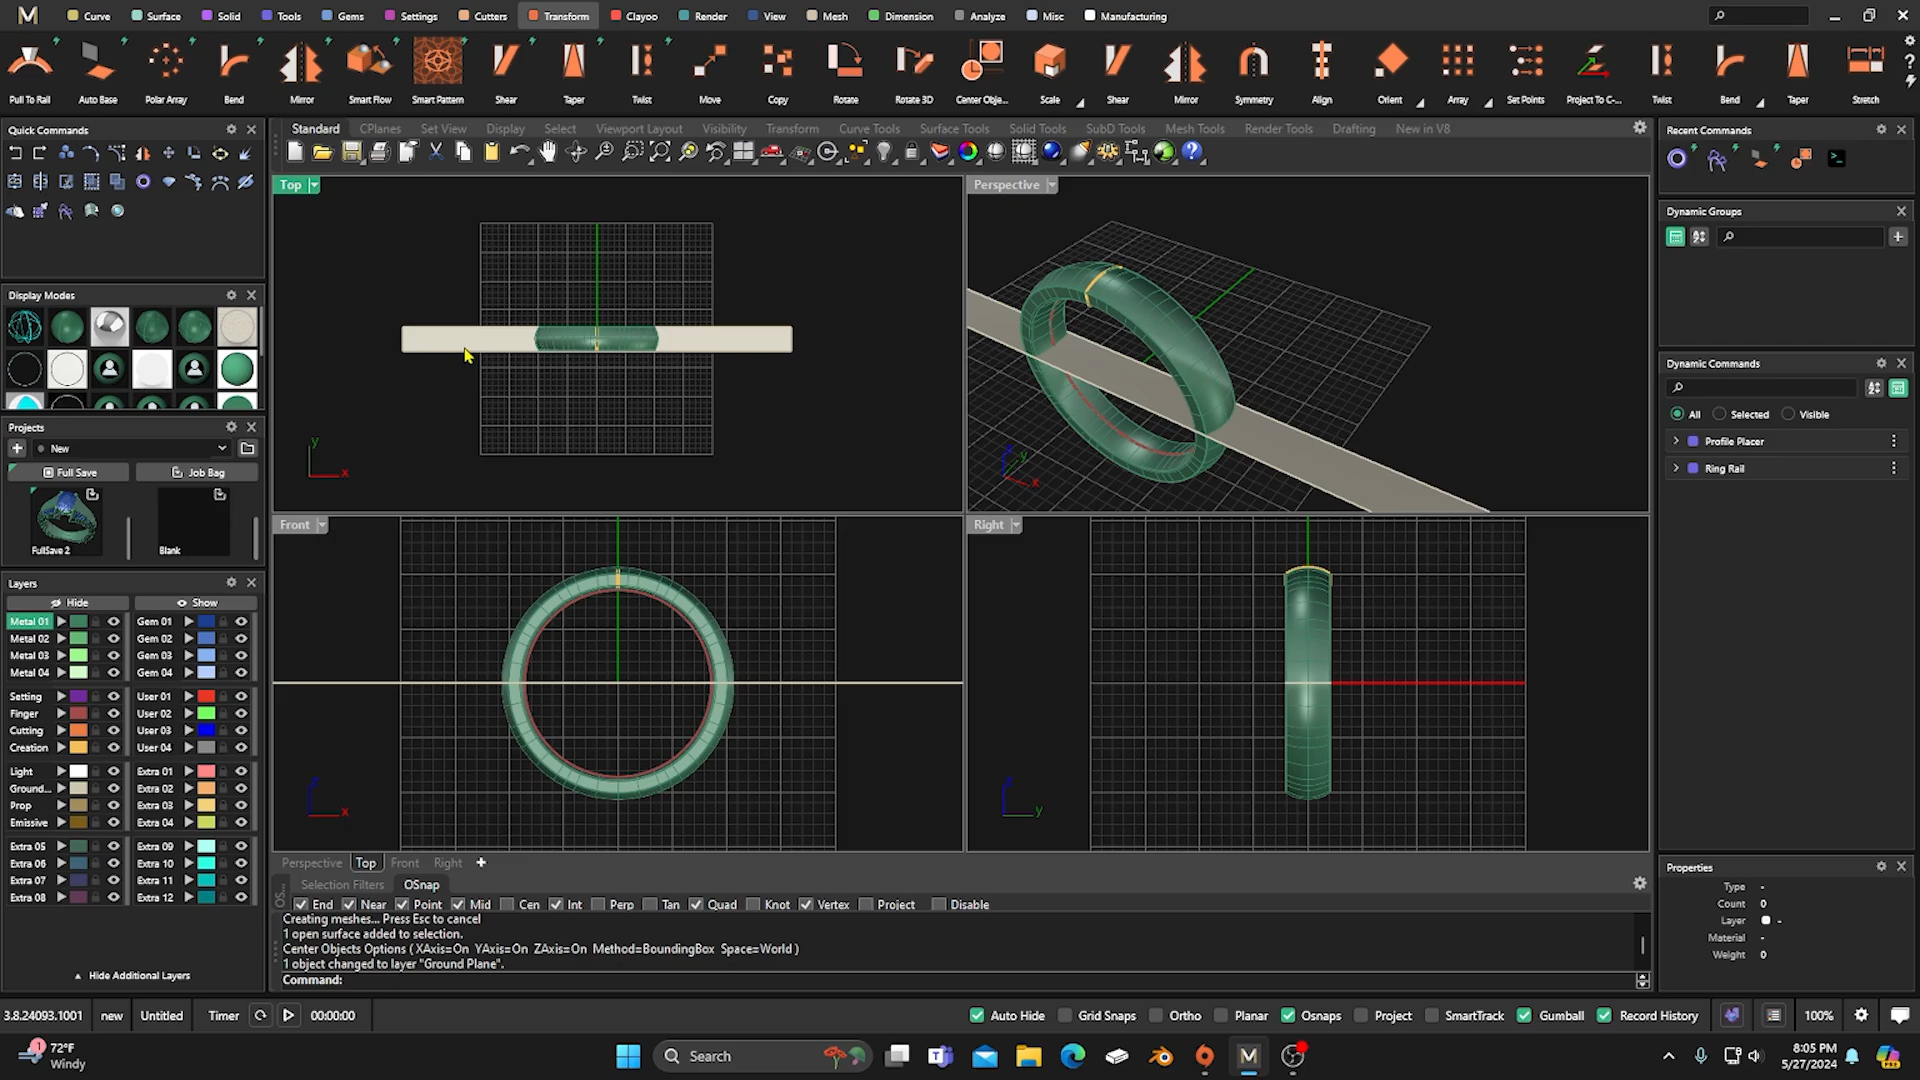 M Curve Surface Solid Tools Gems Settings Cutters Transform Clayoo Render View Mesh Dimension Analyze Misc Manufacturing
Pull To Rail Auto Base Polar Array Bend Mirror Smart Flow Smart Pattern Shear Taper Twist Move Copy Rotate Rotate 3D Center Obje... Scale Shear Mirror Symmetry Align Orient Array Set Points Project To C-... Twist Bend Taper Stretch
Quick Commands
Standard CPlanes Set View Display Select Viewport Layout Visibility Transform Curve Tools Surface Tools Solid Tools SubD Tools Mesh Tools Render Tools Drafting New in V8
Recent Commands
Top
Perspective
Dynamic Groups
Display Modes
Dynamic Commands
All Selected Visible
Profile Placer
Ring Rail
Projects
New
Full Save Job Bag
FullSave 2 Blank
y
x
z
y
x
Front
Right
Layers
Hide Show
Metal 01 Gem 01
Metal 02 Gem 02
Metal 03 Gem 03
Metal 04 Gem 04
Setting User 01
Finger User 02
Cutting User 03
Creation User 04
Light Extra 01
Ground... Extra 02
Prop Extra 03
Emissive Extra 04
Extra 05 Extra 09
Extra 06 Extra 10
Extra 07 Extra 11
Extra 08 Extra 12
Hide Additional Layers
z
x
z
y
Perspective Top Front Right
Selection Filters OSnap
End Near Point Mid Cen Int Perp Tan Quad Knot Vertex Project Disable
Creating meshes... Press Esc to cancel
1 open surface added to selection.
Center Objects Options ( XAxis=On YAxis=On ZAxis=On Method=BoundingBox Space=World )
1 object changed to layer "Ground Plane".
Command:
Properties
Type -
Count 0
Layer -
Material -
Weight 0
3.8.24093.1001 new Untitled Timer 00:00:00 Auto Hide Grid Snaps Ortho Planar Osnaps Project SmartTrack Gumball Record History 100%
1 72°F
Windy
Search
8:05 PM
5/27/2024